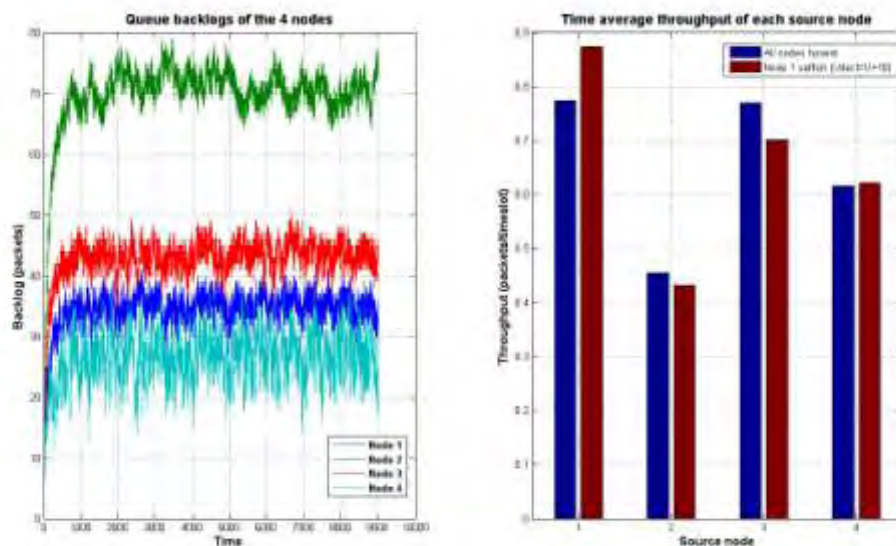 Queue backlogs of the 4 nodes
80
70
60
50
40
30
20
10
0
Backlog (packets)
0 1000 2000 3000 4000 5000 6000 7000 8000 9000 10000
Time
Node 1
Node 2
Node 3
Node 4
Time average throughput of each source node
0.9
0.8
0.7
0.6
0.5
0.4
0.3
0.2
0.1
0
Throughput (packets/timeslot)
1 2 3 4
Source node
All nodes honest
Node 1 selfish